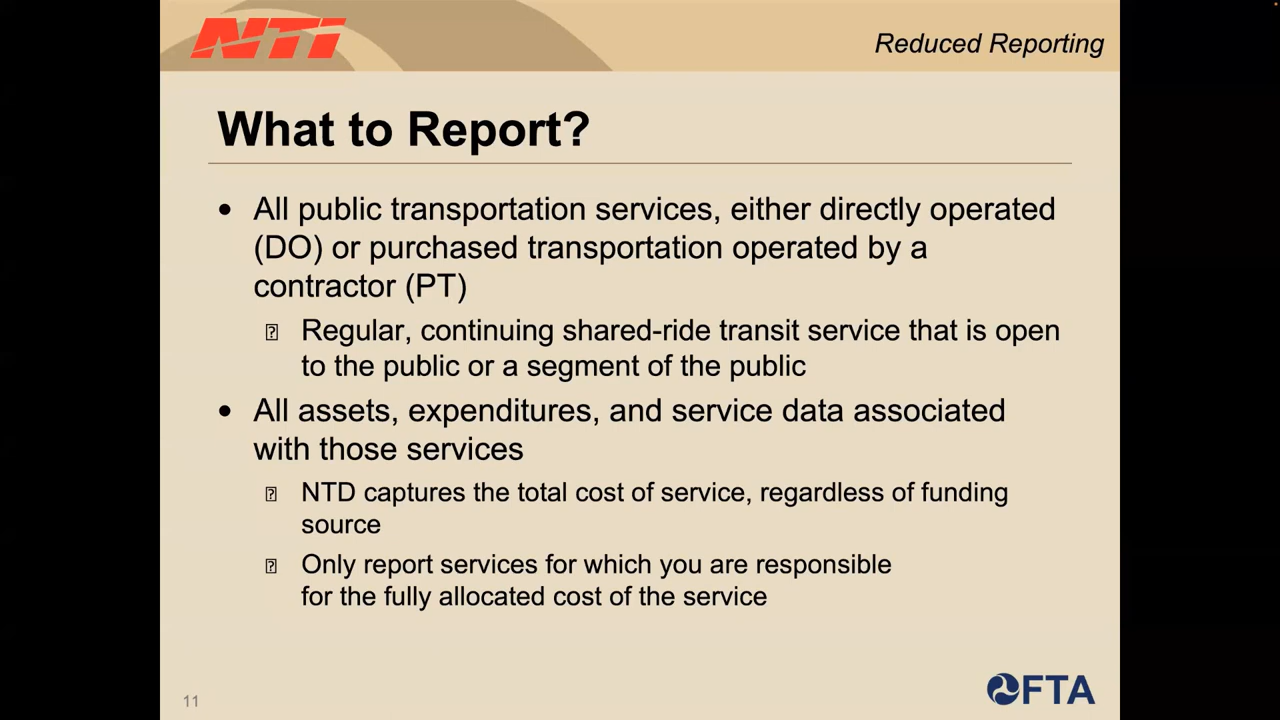 NTI
Reduced Reporting
What to Report?
• All public transportation services, either directly operated
(DO) or purchased transportation operated by a
contractor (PT)
⍰ Regular, continuing shared-ride transit service that is open
to the public or a segment of the public
• All assets, expenditures, and service data associated
with those services
⍰ NTD captures the total cost of service, regardless of funding
source
⍰ Only report services for which you are responsible
for the fully allocated cost of the service
11
FTA